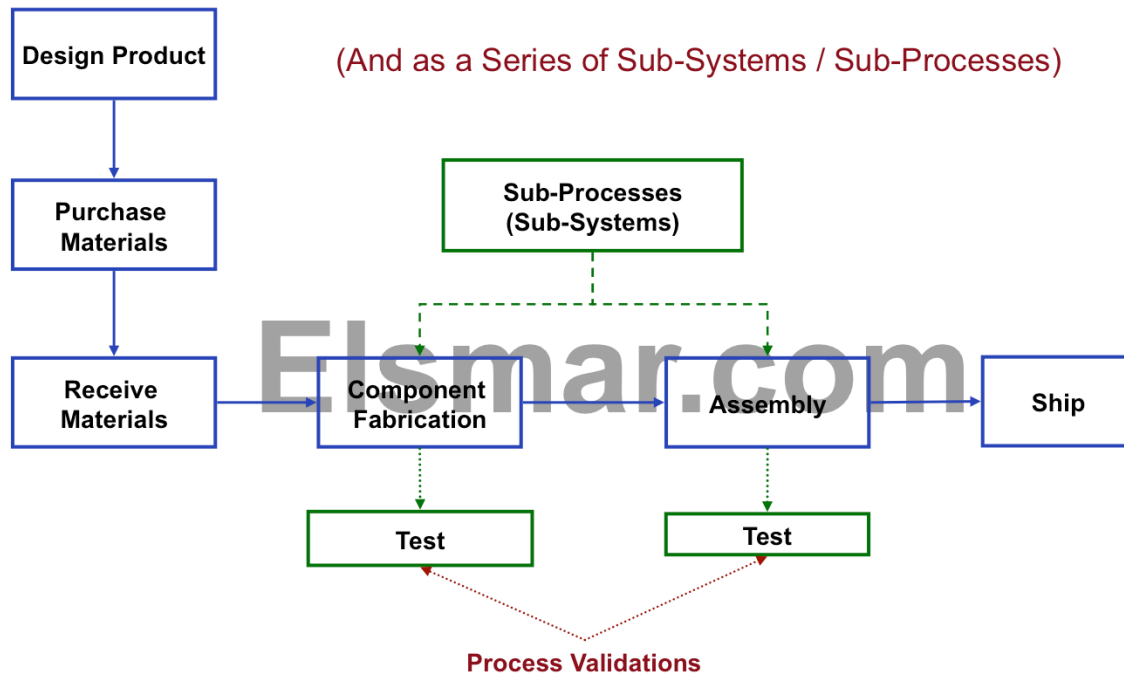 Design Product
(And as a Series of Sub-Systems / Sub-Processes)
Purchase
Materials
Sub-Processes
(Sub-Systems)
Elsmar.com
Receive
Materials
Component
Fabrication
Assembly
Ship
Test
Test
Process Validations